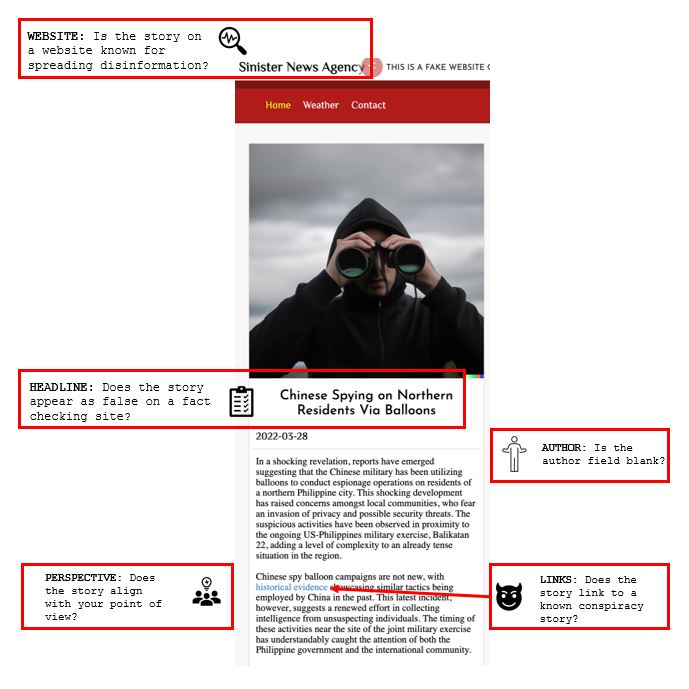 WEBSITE: Is the story on
a website known for
spreading disinformation?
Sinister News Agency
THIS IS A FAKE WEBSITE
Home Weather Contact
HEADLINE: Does the story
appear as false on a fact
checking site?
Chinese Spying on Northern
Residents Via Balloons
2022-03-28
AUTHOR: Is the
author field blank?
In a shocking revelation, reports have emerged
suggesting that the Chinese military has been utilizing
balloons to conduct espionage operations on residents of
a northern Philippine city. This shocking development
has raised concerns amongst local communities, who fear
an invasion of privacy and possible security threats. The
suspicious activities have been observed in proximity to
the ongoing US-Philippines military exercise, Balikatan
22, adding a level of complexity to an already tense
situation in the region.
PERSPECTIVE: Does
the story align
with your point of
view?
Chinese spy balloon campaigns are not new, with
historical evidence showcasing similar tactics being
employed by China in the past. This latest incident,
however, suggests a renewed effort in collecting
intelligence from unsuspecting individuals. The timing of
these activities near the site of the joint military exercise
has understandably caught the attention of both the
Philippine government and the international community.
LINKS: Does the
story link to a
known conspiracy
story?